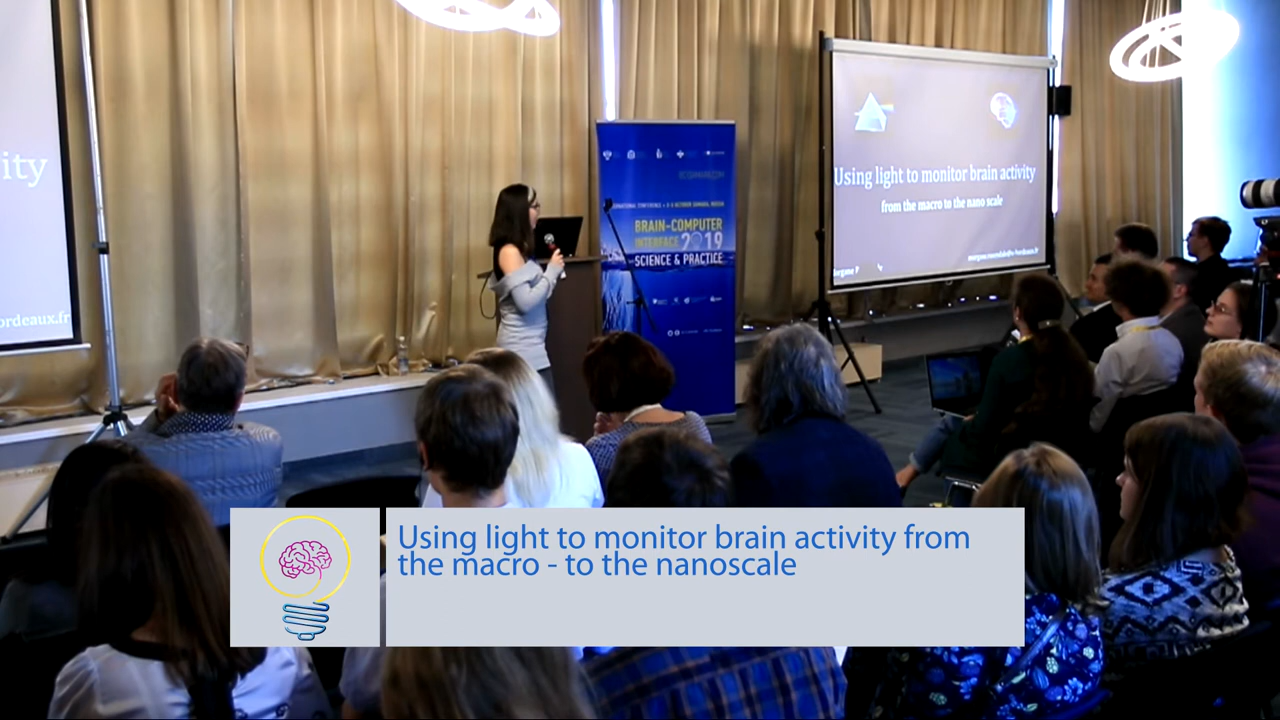 ity
ordeaux.fr
BRAIN-COMPUTER
INTERFACE 2019
SCIENCE & PRACTICE
Using light to monitor brain activity
from the macro to the nano scale
Using light to monitor brain activity from
the macro - to the nanoscale